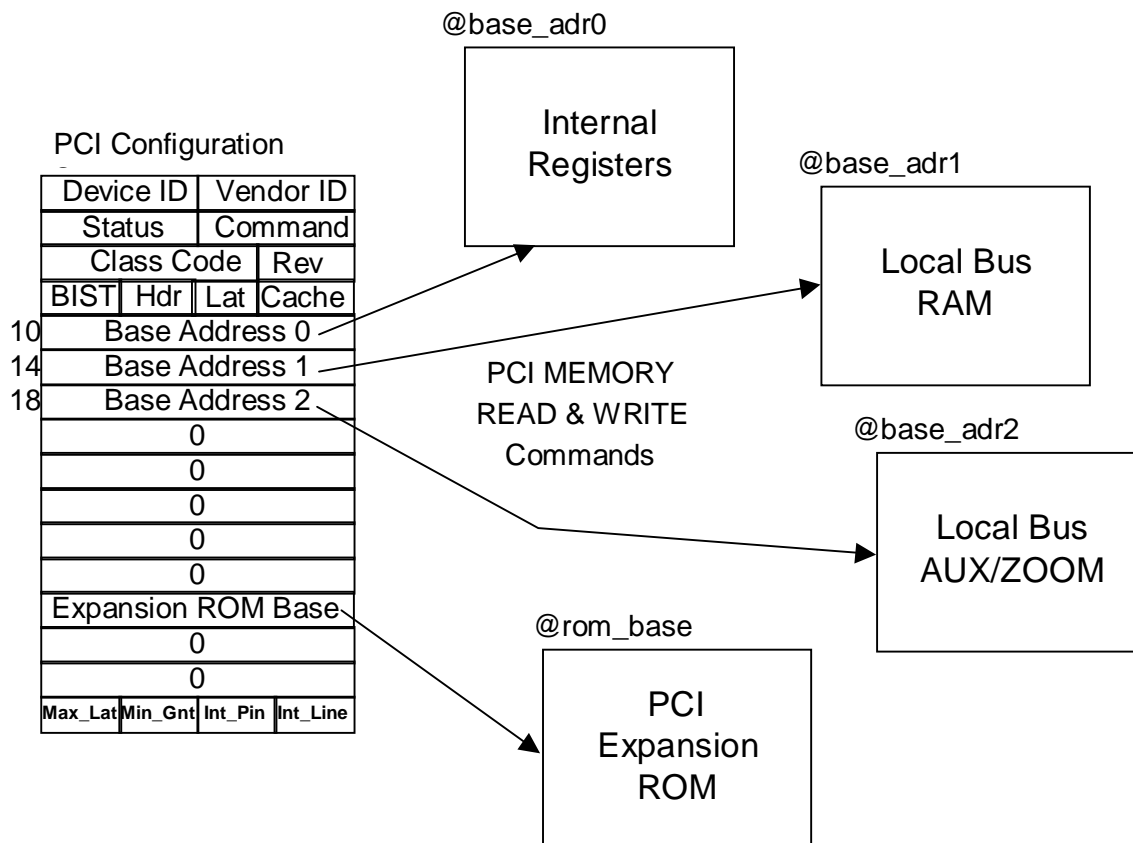 @base_adr0
Internal
Registers
PCI Configuration
@base_adr1
Local Bus
RAM
Device ID Vendor ID
Status Command
Class Code Rev
BIST Hdr Lat Cache
10 Base Address 0
14 Base Address 1
18 Base Address 2
0
0
0
0
0
Expansion ROM Base
0
0
Max_Lat Min_Gnt Int_Pin Int_Line
PCI MEMORY
READ & WRITE
Commands
@base_adr2
Local Bus
AUX/ZOOM
@rom_base
PCI
Expansion
ROM